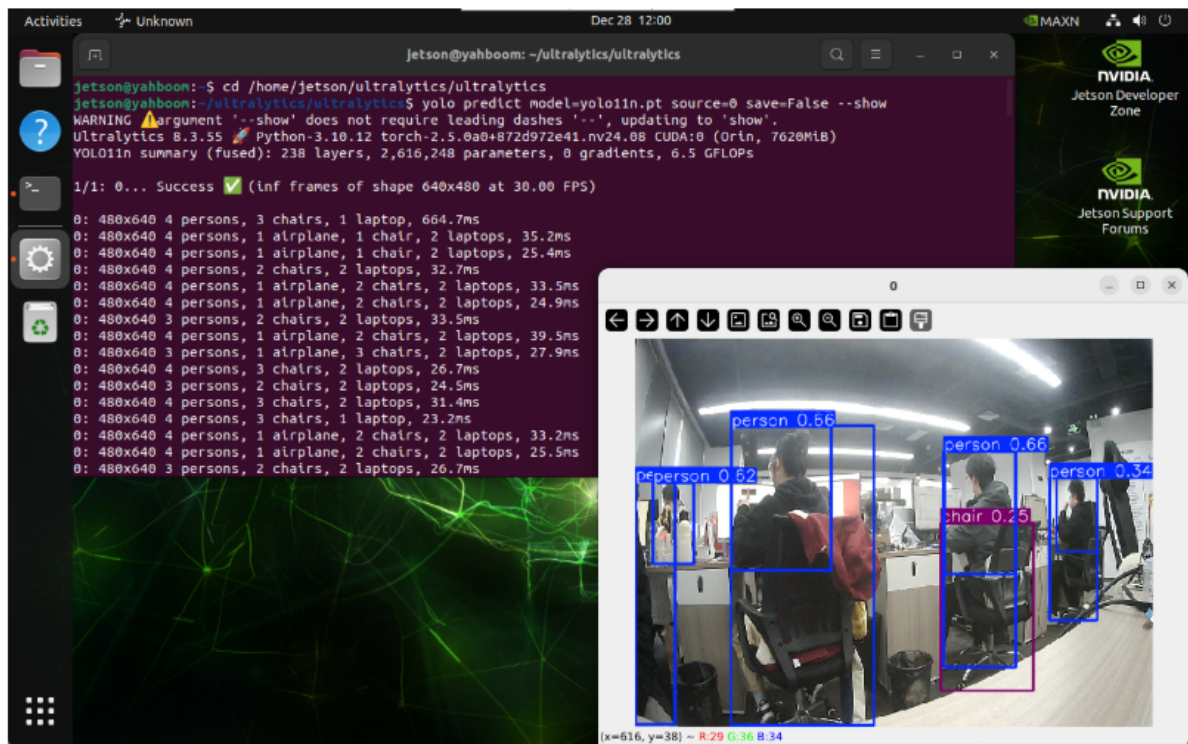 Activities
Unknown
Dec 28 12:00
MAXN
jetson@yahboom: ~/ultralytics/ultralytics
jetson@yahboom:~$ cd /home/jetson/ultralytics/ultralytics
jetson@yahboom:~/ultralytics/ultralytics$ yolo predict model=yolo11n.pt source=0 save=False --show
WARNING ⚠️argument '--show' does not require leading dashes '--', updating to 'show'.
Ultralytics 8.3.55 🚀 Python-3.10.12 torch-2.5.0a0+872d972e41.nv24.08 CUDA:0 (Orin, 7620MiB)
YOLO11n summary (fused): 238 layers, 2,616,248 parameters, 0 gradients, 6.5 GFLOPs
1/1: 0... Success ✅ (inf frames of shape 640x480 at 30.00 FPS)
0: 480x640 4 persons, 3 chairs, 1 laptop, 664.7ms
0: 480x640 4 persons, 1 airplane, 1 chair, 2 laptops, 35.2ms
0: 480x640 4 persons, 1 airplane, 1 chair, 2 laptops, 25.4ms
0: 480x640 4 persons, 2 chairs, 2 laptops, 32.7ms
0: 480x640 4 persons, 1 airplane, 2 chairs, 2 laptops, 33.5ms
0: 480x640 4 persons, 1 airplane, 2 chairs, 2 laptops, 24.9ms
0: 480x640 3 persons, 2 chairs, 2 laptops, 33.5ms
0: 480x640 4 persons, 1 airplane, 2 chairs, 2 laptops, 39.5ms
0: 480x640 3 persons, 1 airplane, 3 chairs, 2 laptops, 27.9ms
0: 480x640 4 persons, 3 chairs, 2 laptops, 26.7ms
0: 480x640 3 persons, 2 chairs, 2 laptops, 24.5ms
0: 480x640 3 persons, 2 chairs, 2 laptops, 31.4ms
0: 480x640 4 persons, 3 chairs, 1 laptop, 23.2ms
0: 480x640 4 persons, 1 airplane, 2 chairs, 2 laptops, 33.2ms
0: 480x640 4 persons, 1 airplane, 2 chairs, 2 laptops, 25.5ms
0: 480x640 3 persons, 2 chairs, 2 laptops, 26.7ms
NVIDIA
Jetson Developer
Zone
NVIDIA
Jetson Support
Forums
0
person 0.66
person 0.66
person 0.34
person 0.62
chair 0.25
(x=616, y=38) ~ R:29 G:36 B:34